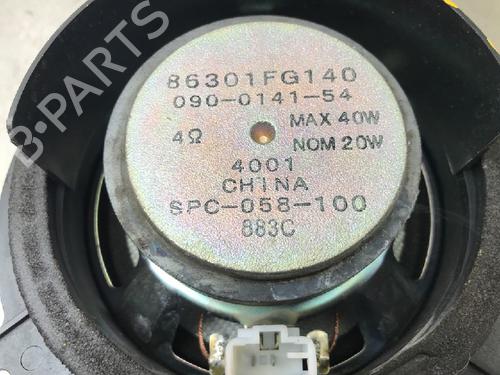 86301FG140
090-0141-54
4Ω MAX 40W
NOM 20W
4001
CHINA
SPC-058-100
883C
B-PARTS